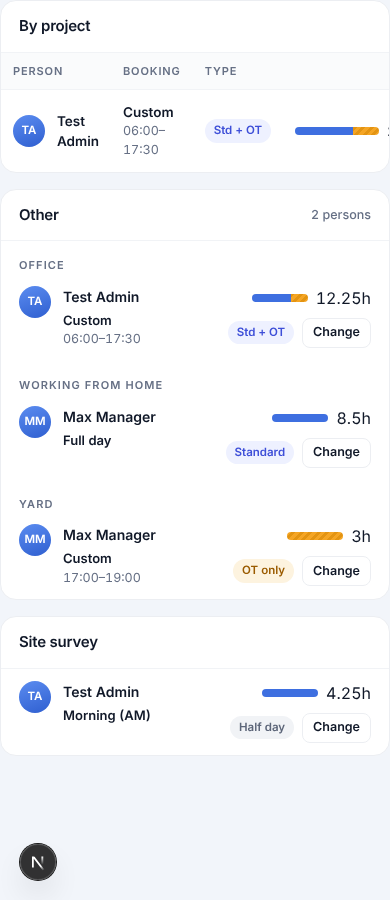 By project
PERSON BOOKING TYPE
TA Test Admin Custom 06:00–17:30 Std + OT
Other 2 persons
OFFICE
TA Test Admin 12.25h
Custom Std + OT Change
06:00–17:30
WORKING FROM HOME
MM Max Manager 8.5h
Full day Standard Change
YARD
MM Max Manager 3h
Custom OT only Change
17:00–19:00
Site survey
TA Test Admin 4.25h
Morning (AM) Half day Change
N